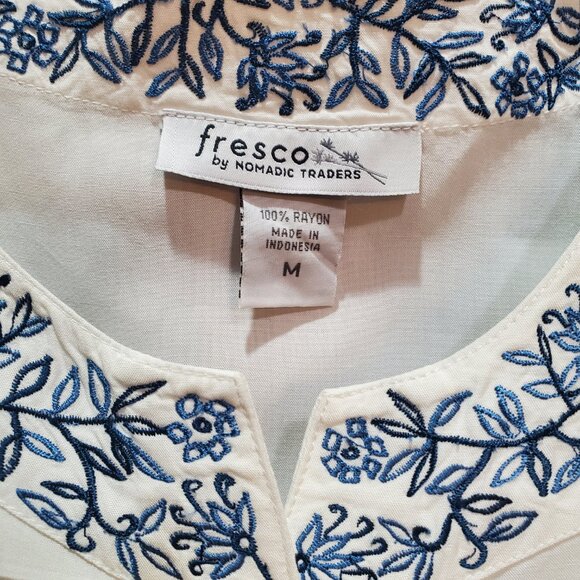 fresco
by NOMADIC TRADERS
100% RAYON
MADE IN
INDONESIA
M